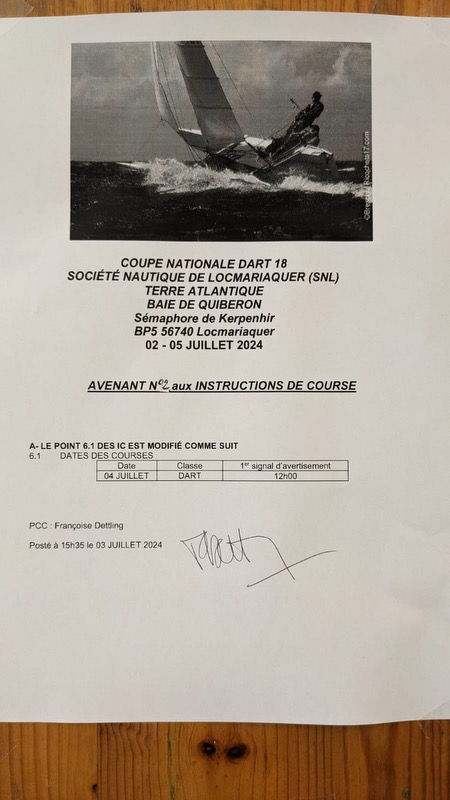 COUPE NATIONALE DART 18
SOCIÉTÉ NAUTIQUE DE LOCMARIAQUER (SNL)
TERRE ATLANTIQUE
BAIE DE QUIBERON
Sémaphore de Kerpenhir
BP5 56740 Locmariaquer
02 - 05 JUILLET 2024
AVENANT N°02 aux INSTRUCTIONS DE COURSE
A- LE POINT 6.1 DES IC EST MODIFIÉ COMME SUIT
6.1 DATES DES COURSES
Date Classe 1er signal d'avertisement
04 JUILLET DART 12h00
PCC : Françoise Dettling
Posté à 15h35 le 03 JUILLET 2024